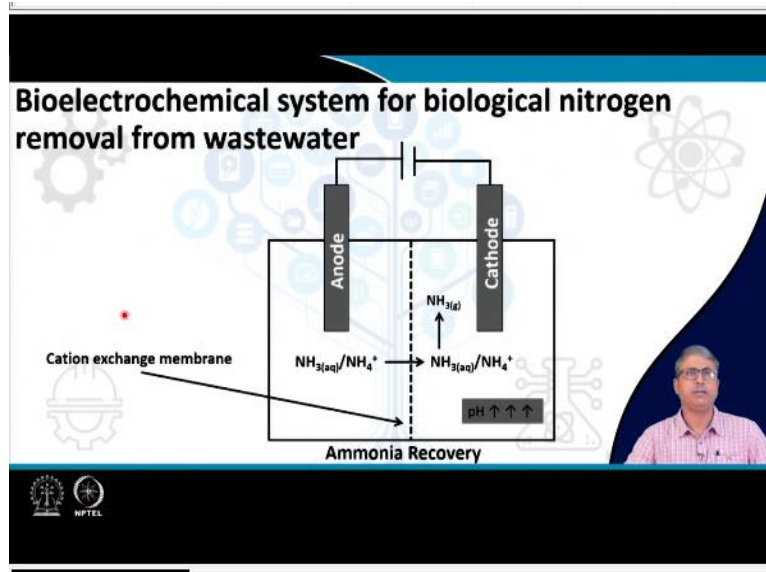 Bioelectrochemical system for biological nitrogen
removal from wastewater
Anode
Cathode
NH3(g)
Cation exchange membrane
NH3(aq)/NH4+
NH3(aq)/NH4+
pH ↑ ↑ ↑
Ammonia Recovery
NPTEL